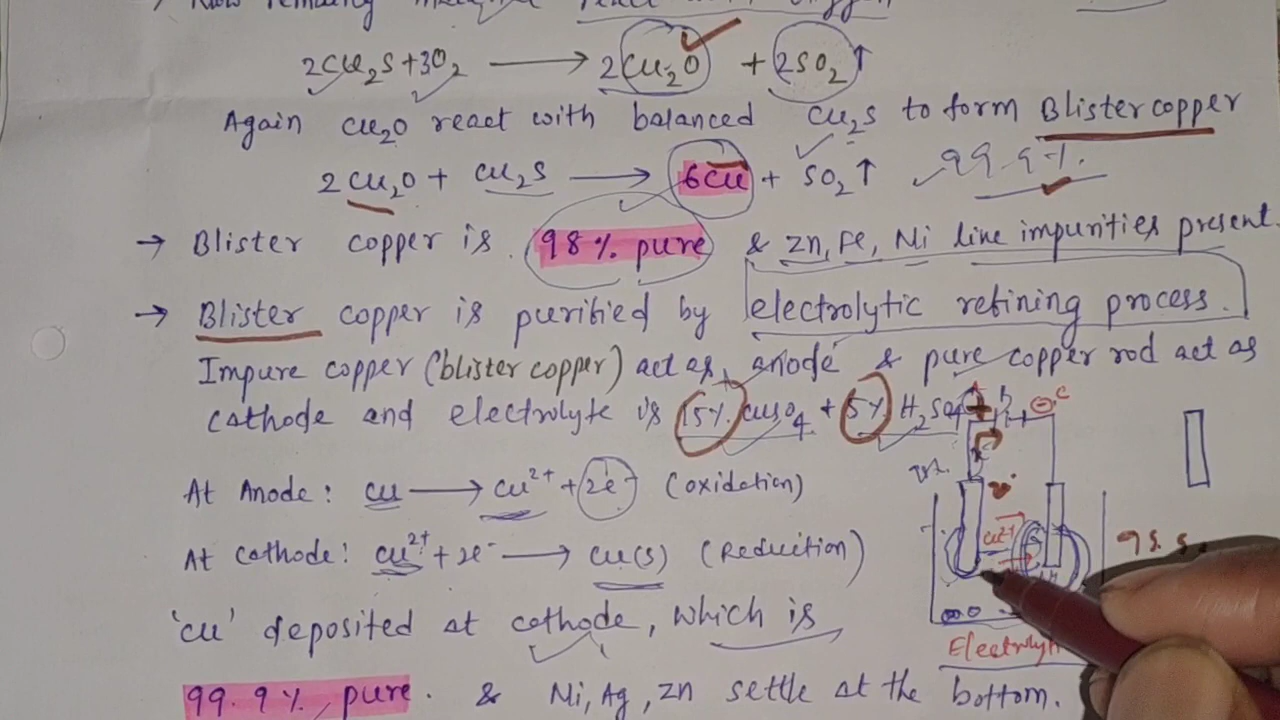 Now remaining
2Cu₂S+3O₂ ⟶ 2Cu₂O + 2SO₂↑
Again Cu₂O react with balanced Cu₂S to form Blister copper
2Cu₂O + Cu₂S ⟶ 6Cu + SO₂↑ 99.9%.
→ Blister copper is 98% pure & Zn, Fe, Ni line impurities present.
→ Blister copper is purified by electrolytic refining process.
Impure copper (blister copper) act as anode & pure copper rod act as
cathode and electrolyte is 15%. CuSO₄ + 5% H₂SO₄
At Anode: Cu ⟶ Cu²⁺ + 2e⁻ (oxidation)
At cathode: Cu²⁺ + 2e⁻ ⟶ Cu(s) (Reduction)
'Cu' deposited at cathode, which is
99.9% pure. & Ni, Ag, Zn settle at the bottom.
+
⊖ C
Cu²⁺